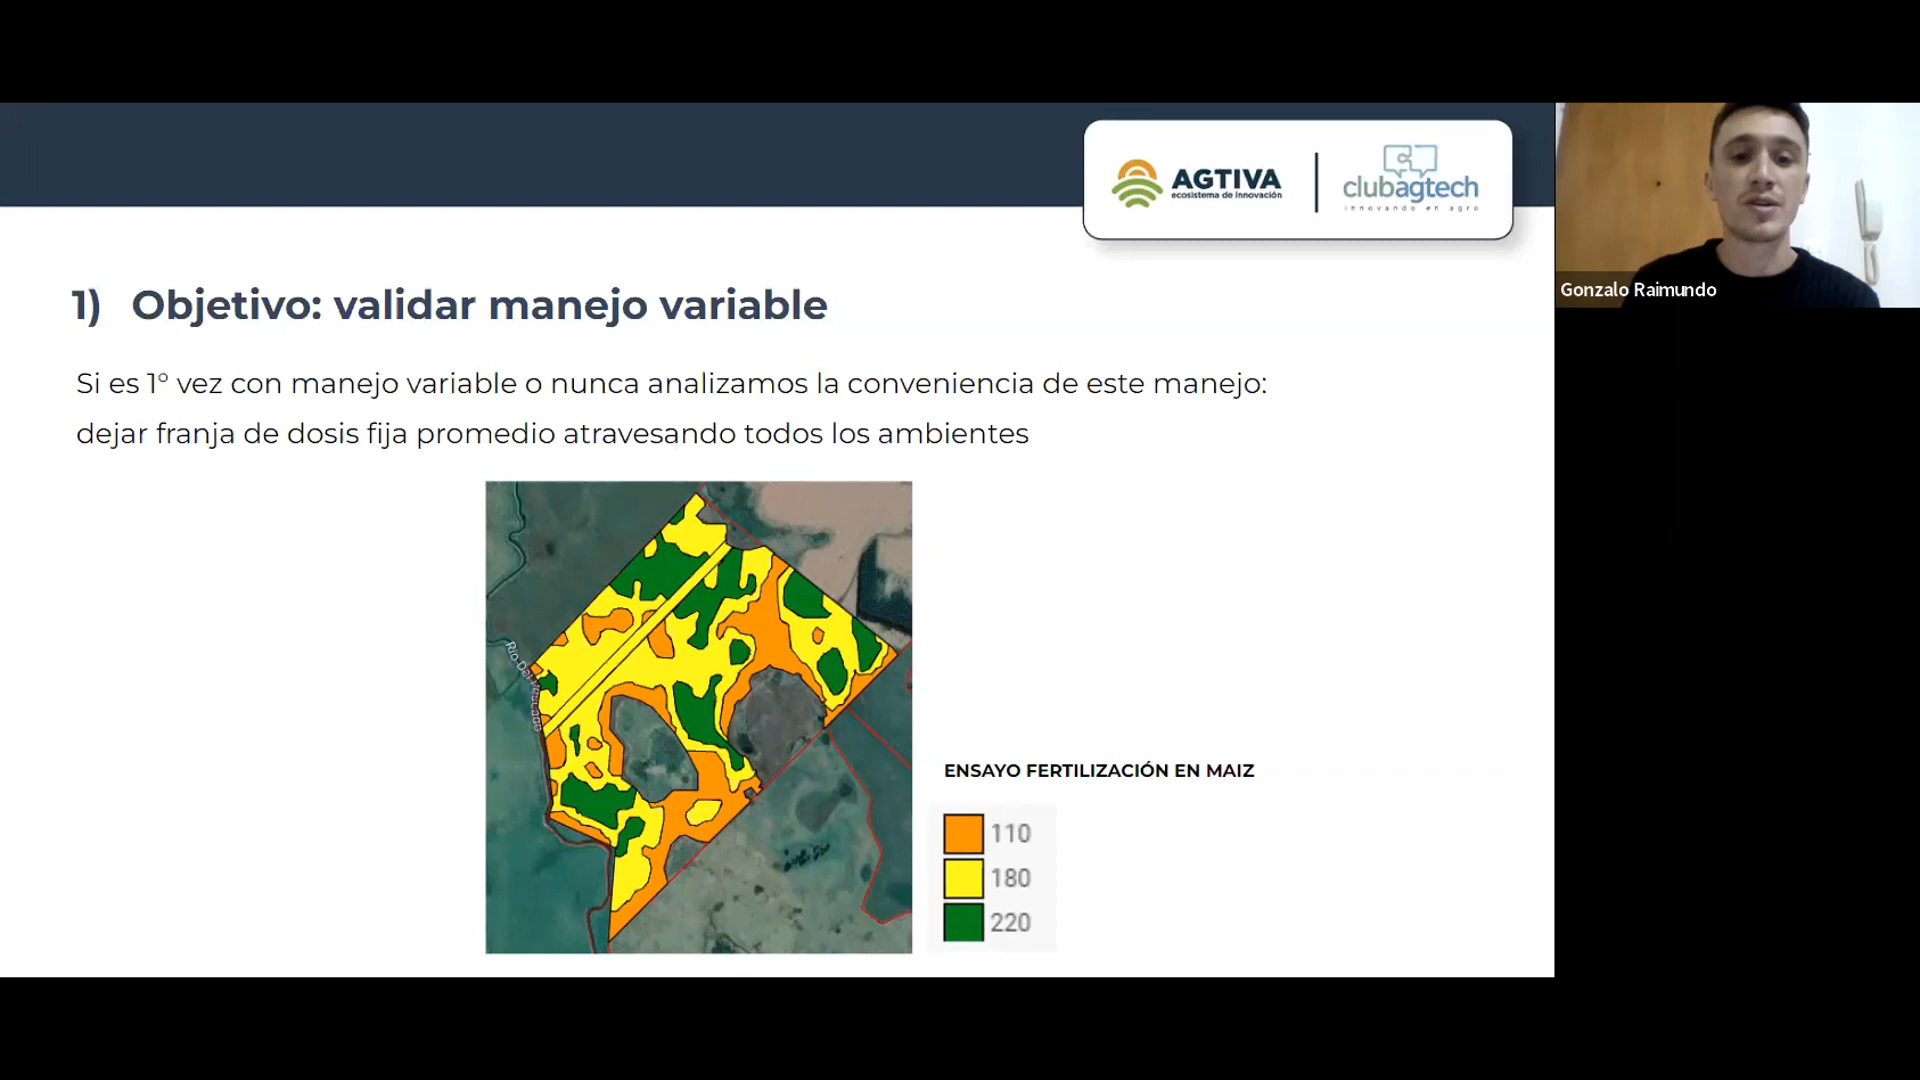 AGTIVA
ecosistema de innovación
clubagtech
innovando en agro
Gonzalo Raimundo
1) Objetivo: validar manejo variable
Si es 1° vez con manejo variable o nunca analizamos la conveniencia de este manejo:
dejar franja de dosis fija promedio atravesando todos los ambientes
ENSAYO FERTILIZACIÓN EN MAIZ
110
180
220